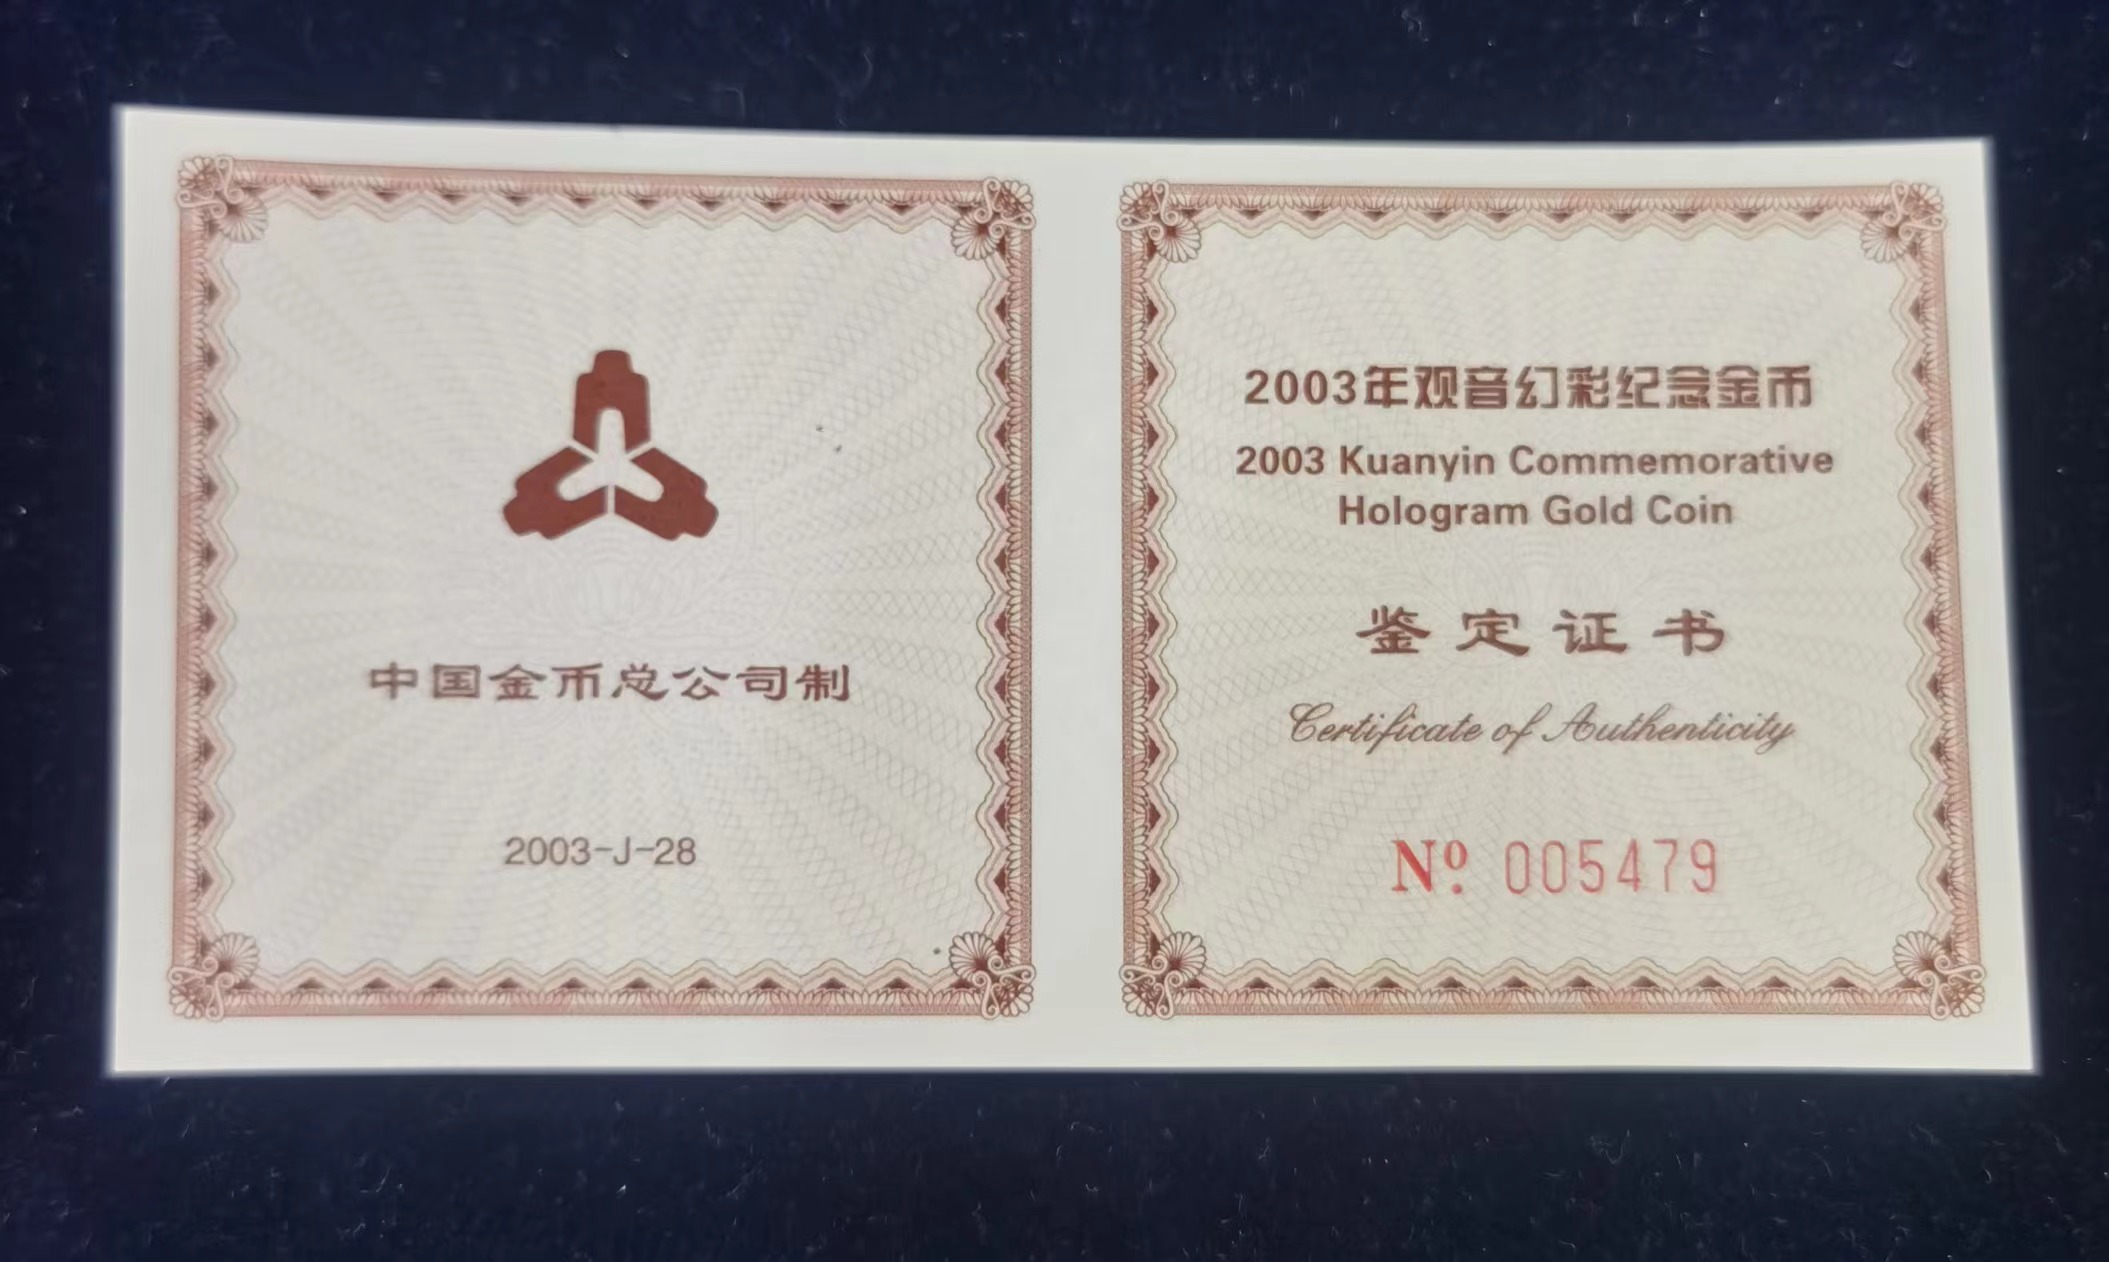 中国金币总公司制
2003-J-28
2003年观音幻彩纪念金币
2003 Kuanyin Commemorative
Hologram Gold Coin
鉴定证书
Certificate of Authenticity
Nº 005479